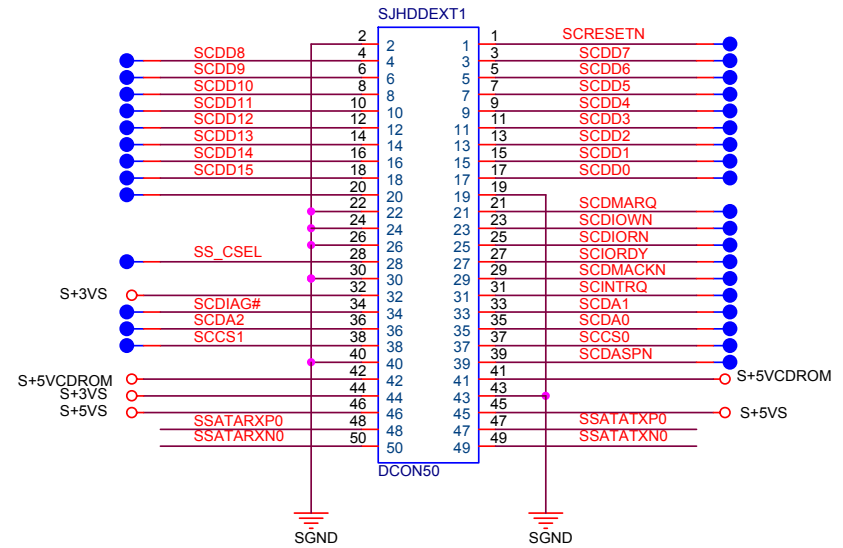 SJHDDEXT1
2 2 1 1 SCRESETN
SCDD8 4 4 3 3 SCDD7
SCDD9 6 6 5 5 SCDD6
SCDD10 8 8 7 7 SCDD5
SCDD11 10 10 9 9 SCDD4
SCDD12 12 12 11 11 SCDD3
SCDD13 14 14 13 13 SCDD2
SCDD14 16 16 15 15 SCDD1
SCDD15 18 18 17 17 SCDD0
20 20 19 19
22 22 21 21 SCDMARQ
24 24 23 23 SCDIOWN
26 26 25 25 SCDIORN
SS_CSEL 28 28 27 27 SCIORDY
30 30 29 29 SCDMACKN
S+3VS 32 32 31 31 SCINTRQ
SCDIAG# 34 34 33 33 SCDA1
SCDA2 36 36 35 35 SCDA0
SCCS1 38 38 37 37 SCCS0
40 40 39 39 SCDASPN
S+5VCDROM 42 42 41 41 S+5VCDROM
S+3VS 44 44 43 43
S+5VS 46 46 45 45 S+5VS
SSATARXP0 48 48 47 47 SSATATXP0
SSATARXN0 50 50 49 49 SSATATXN0
DCON50
SGND SGND